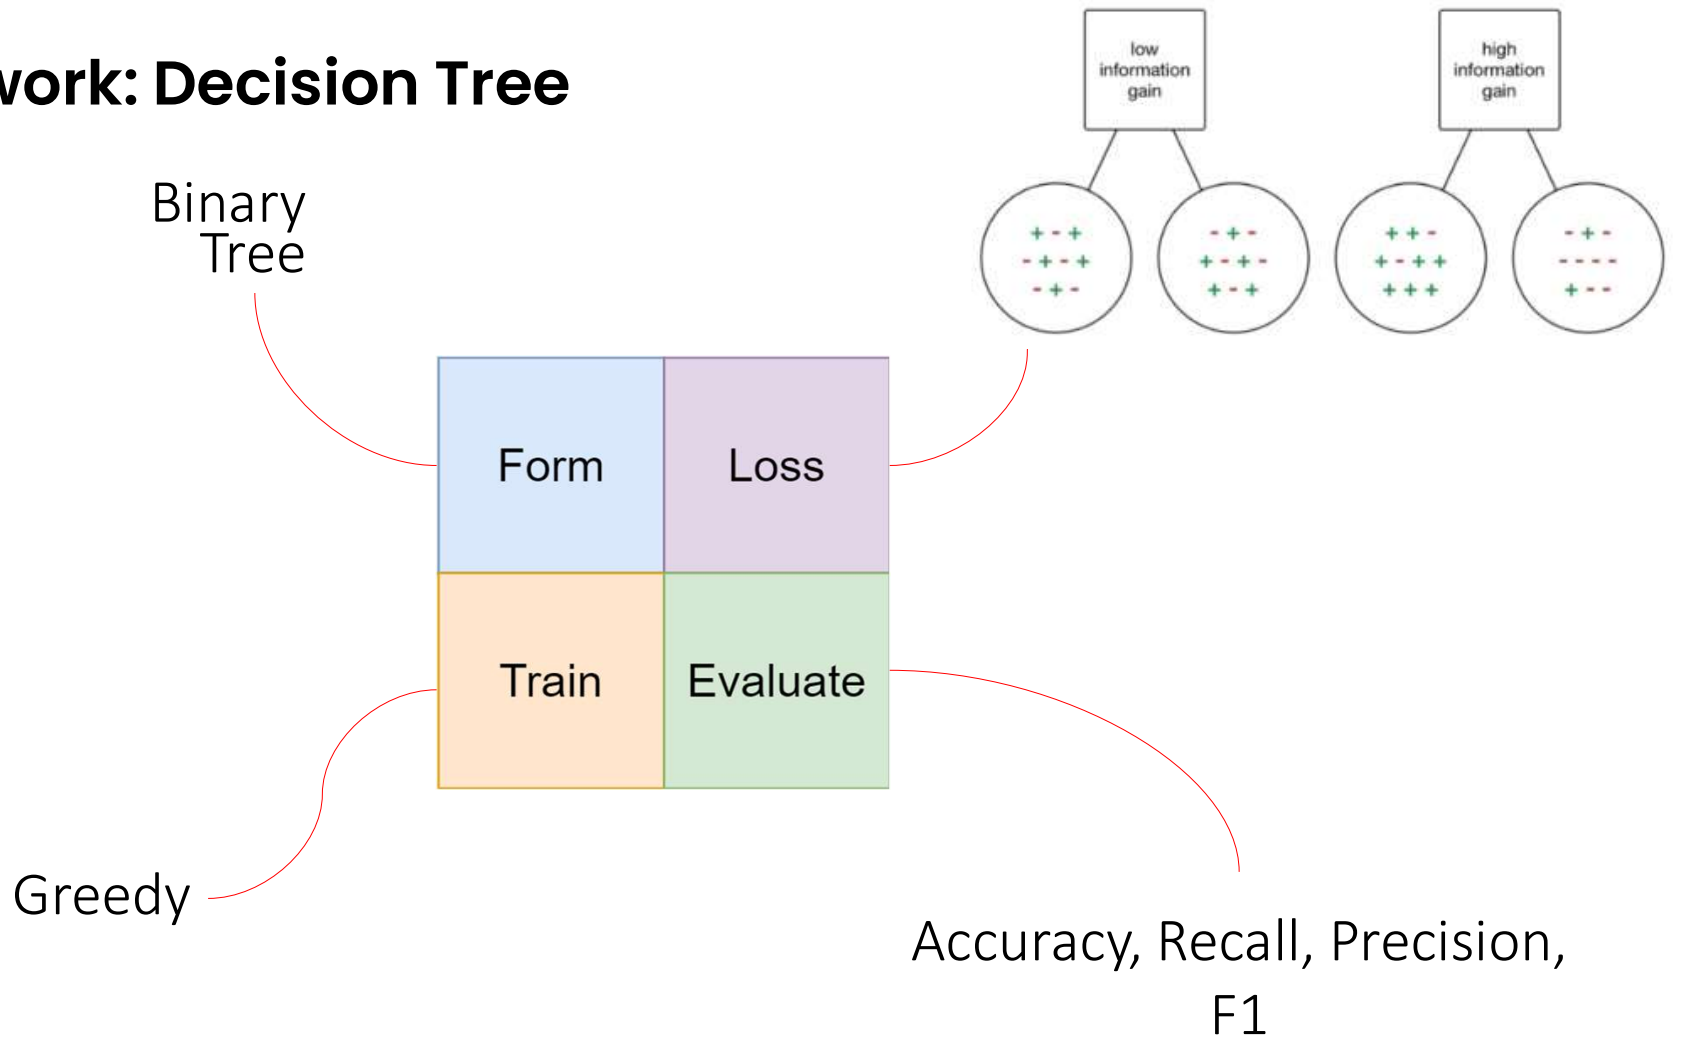 work: Decision Tree
low
information
gain
high
information
gain
+ - +
- + - +
- + -
- + -
+ - + -
+ - +
+ + -
+ - + +
+ + +
- + -
- - - -
+ - -
Binary
Tree
Form
Loss
Train
Evaluate
Greedy
Accuracy, Recall, Precision,
F1